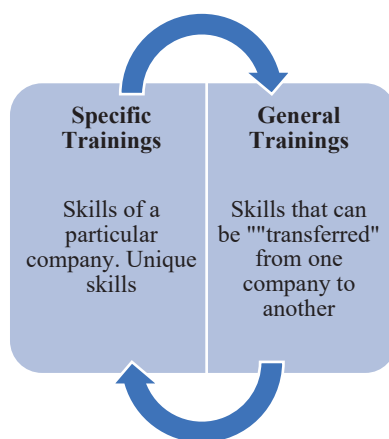 Specific
Trainings
Skills of a
particular
company. Unique
skills
General
Trainings
Skills that can
be ""transferred"
from one
company to
another